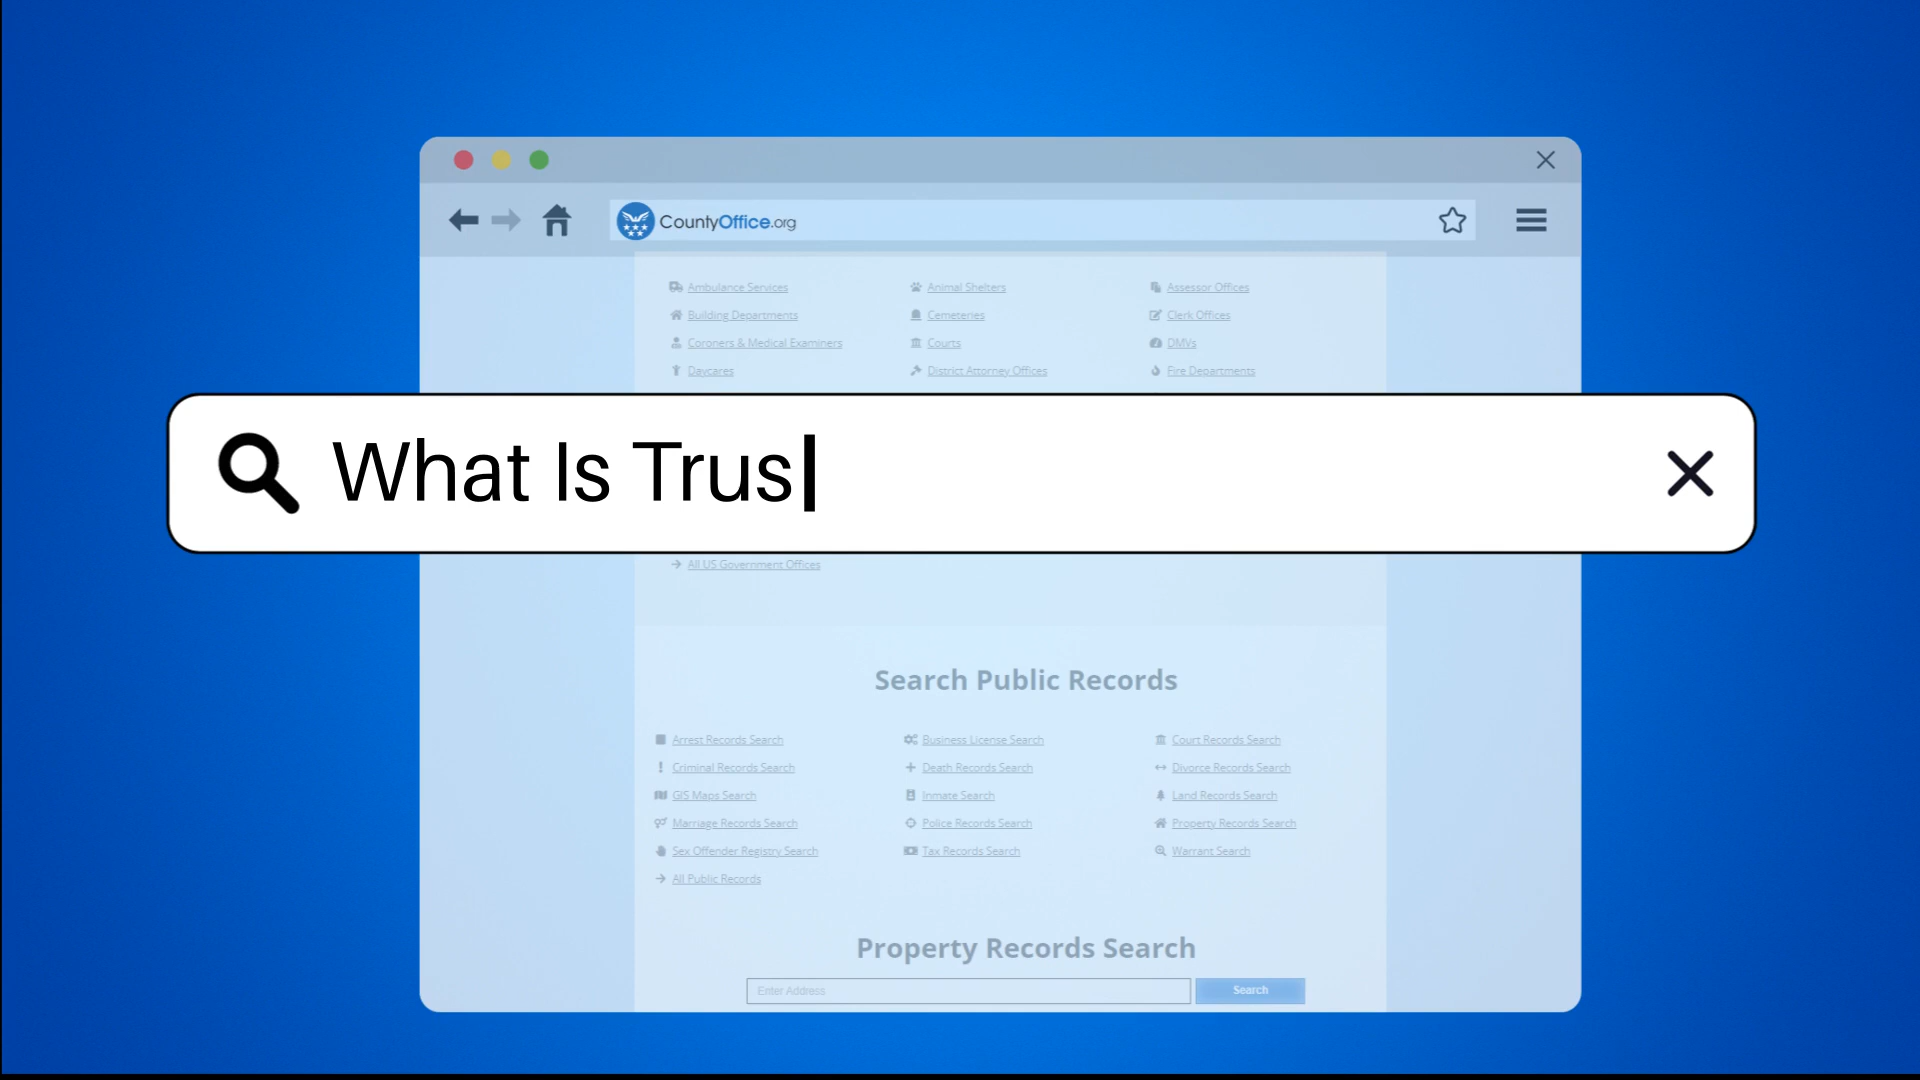 CountyOffice.org
Ambulance Services Animal Shelters Assessor Offices
Building Departments Cemeteries Clerk Offices
Coroners & Medical Examiners Courts DMVs
Daycares District Attorney Offices Fire Departments
What Is Trus
All US Government Offices
Search Public Records
Arrest Records Search Business License Search Court Records Search
Criminal Records Search Death Records Search Divorce Records Search
GIS Maps Search Inmate Search Land Records Search
Marriage Records Search Police Records Search Property Records Search
Sex Offender Registry Search Tax Records Search Warrant Search
All Public Records
Property Records Search
Enter Address Search